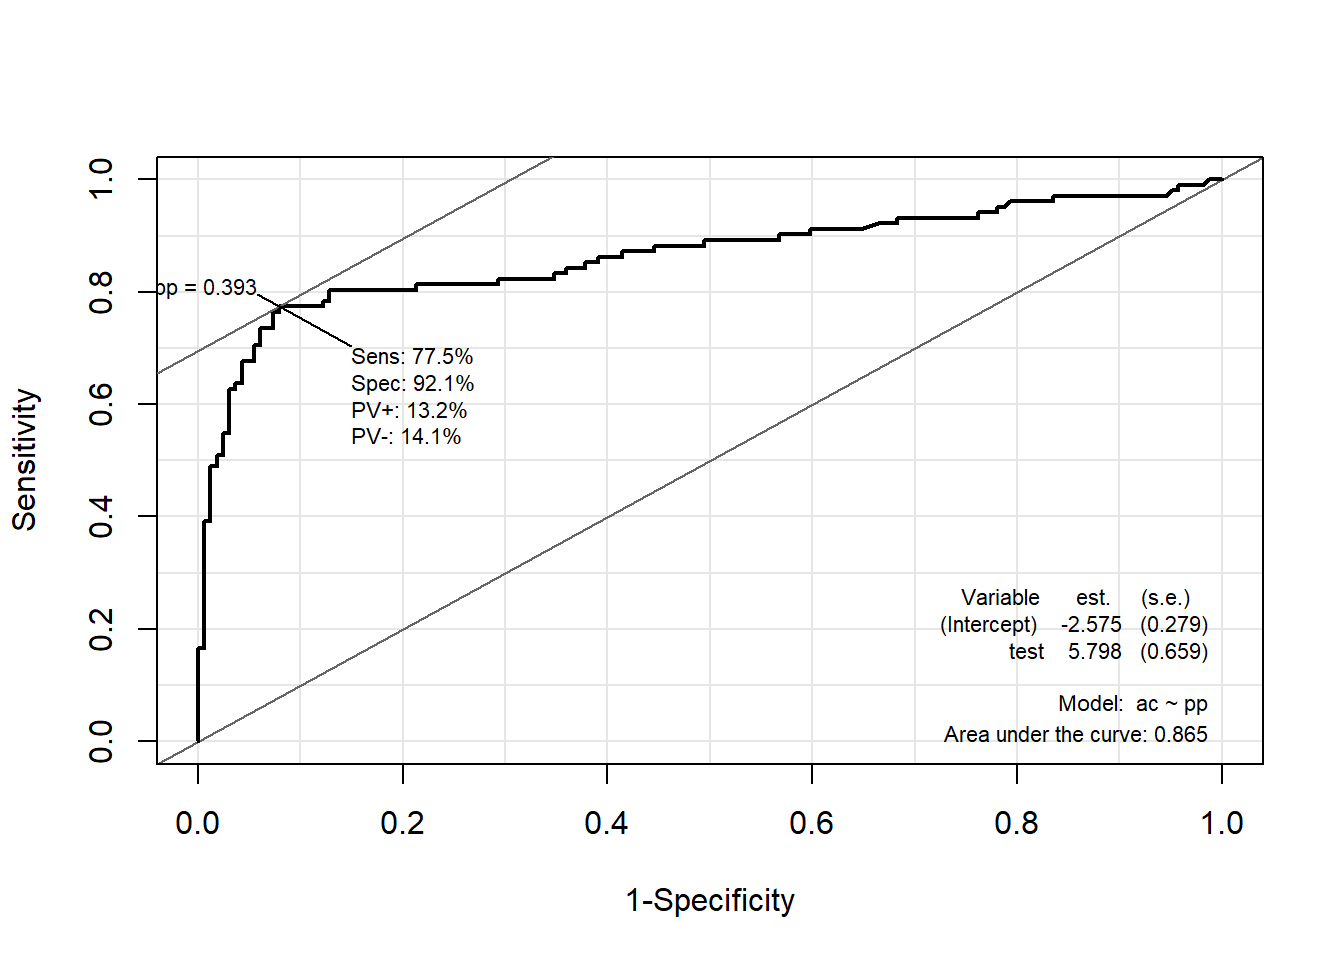 1.0
0.8
0.6
0.4
0.2
0.0
Sensitivity
pp = 0.393
Sens: 77.5%
Spec: 92.1%
PV+: 13.2%
PV-: 14.1%
Variable est. (s.e.)
(Intercept) -2.575 (0.279)
test 5.798 (0.659)
Model: ac ~ pp
Area under the curve: 0.865
0.0 0.2 0.4 0.6 0.8 1.0
1-Specificity